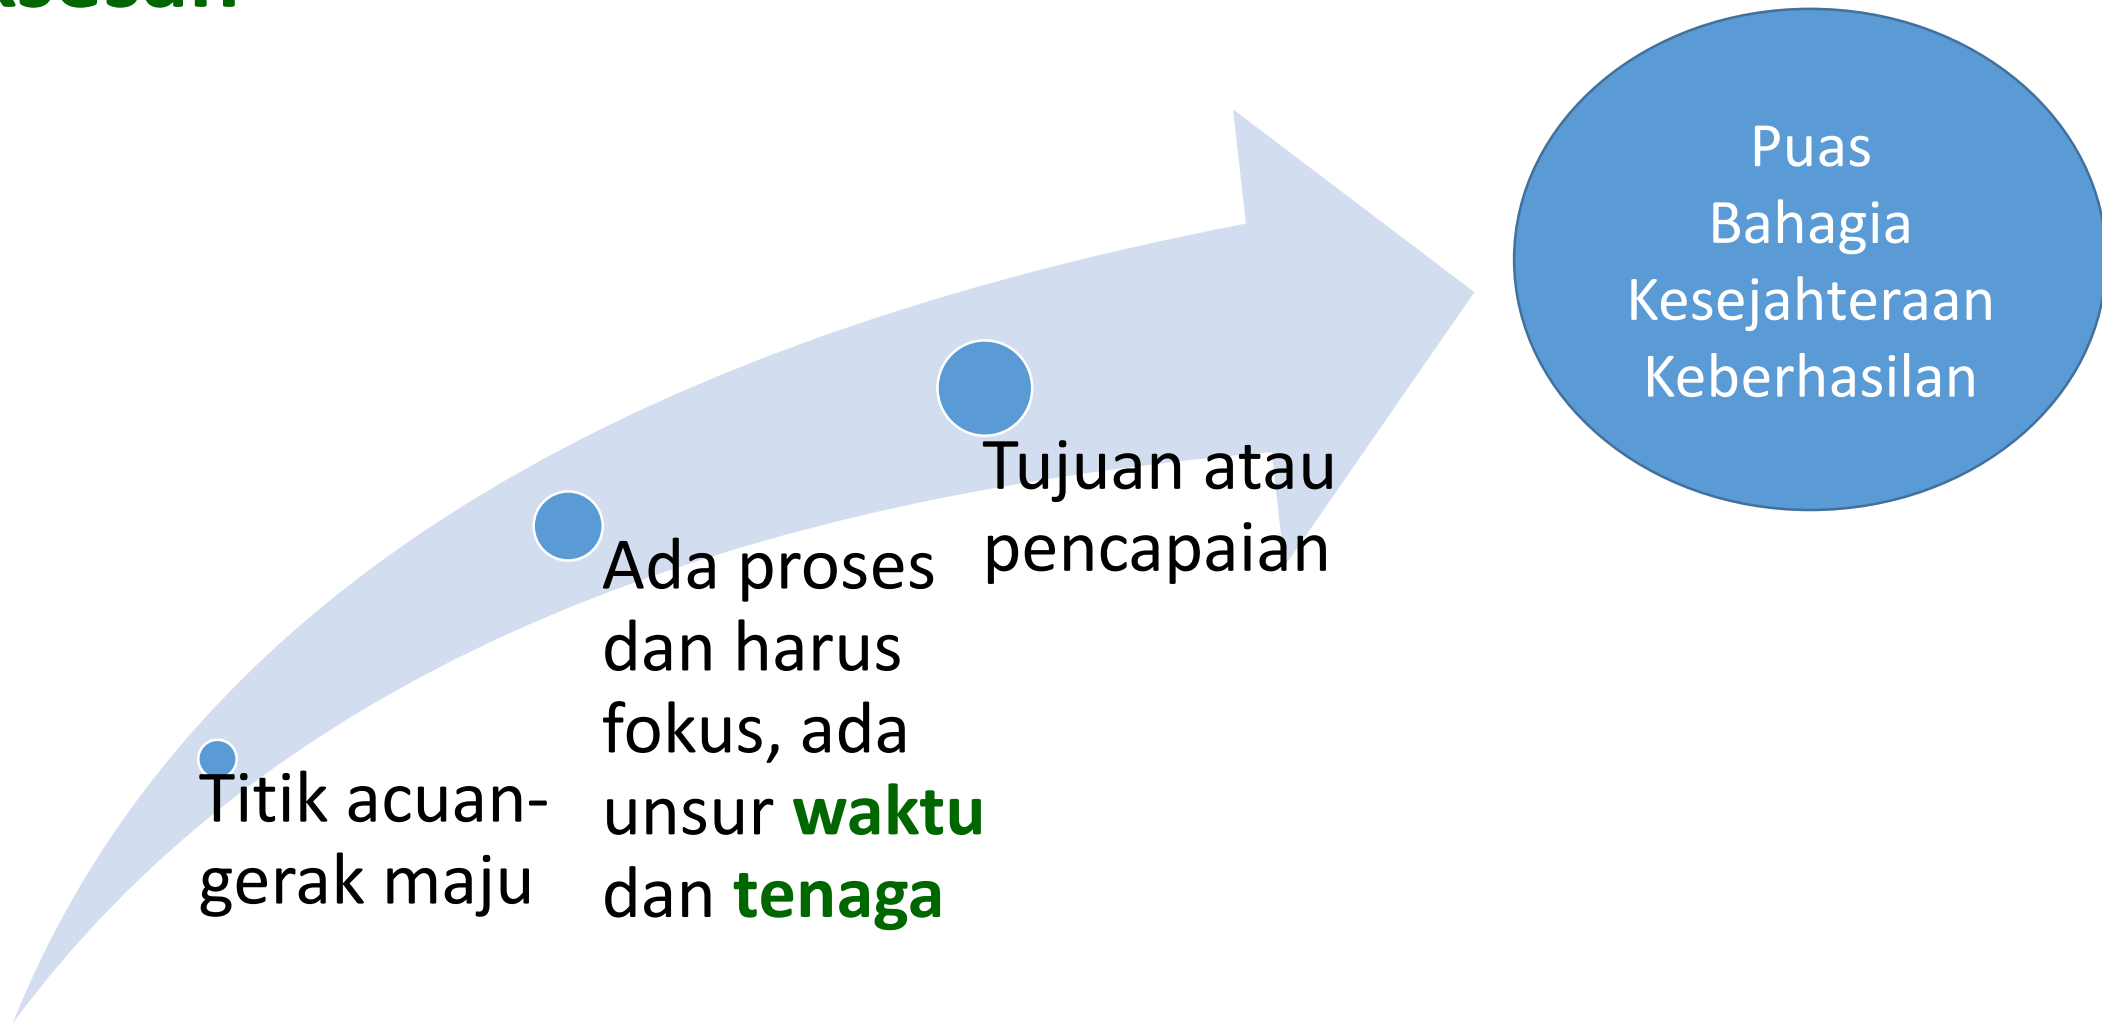 Puas
Bahagia
Kesejahteraan
Keberhasilan
Tujuan atau
pencapaian
Ada proses
dan harus
fokus, ada
unsur waktu
dan tenaga
Titik acuan-
gerak maju